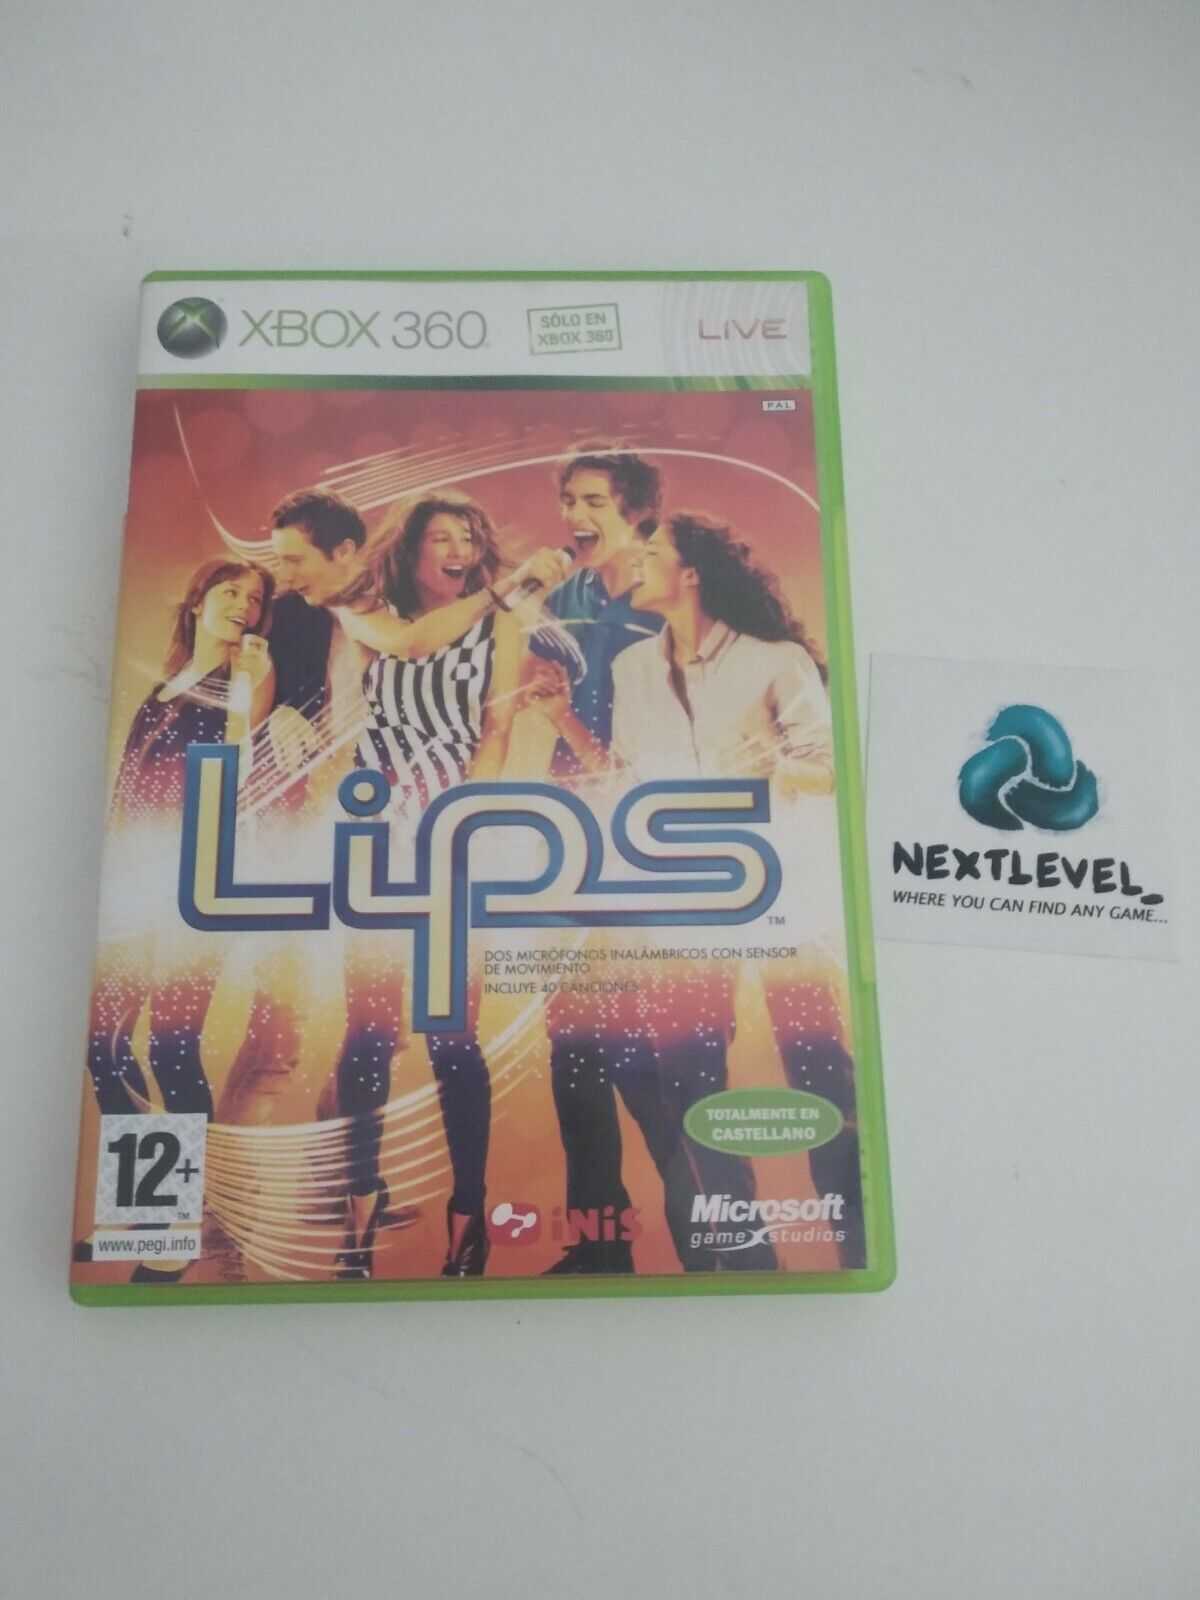 XBOX 360
SÓLO EN
XBOX 360
LIVE
PAL
Lips
TM
DOS MICRÓFONOS INALÁMBRICOS CON SENSOR
DE MOVIMIENTO
INCLUYE 40 CANCIONES
NEXTLEVEL_
WHERE YOU CAN FIND ANY GAME...
TOTALMENTE EN
CASTELLANO
12+
TM
www.pegi.info
iNiS
Microsoft
game studios